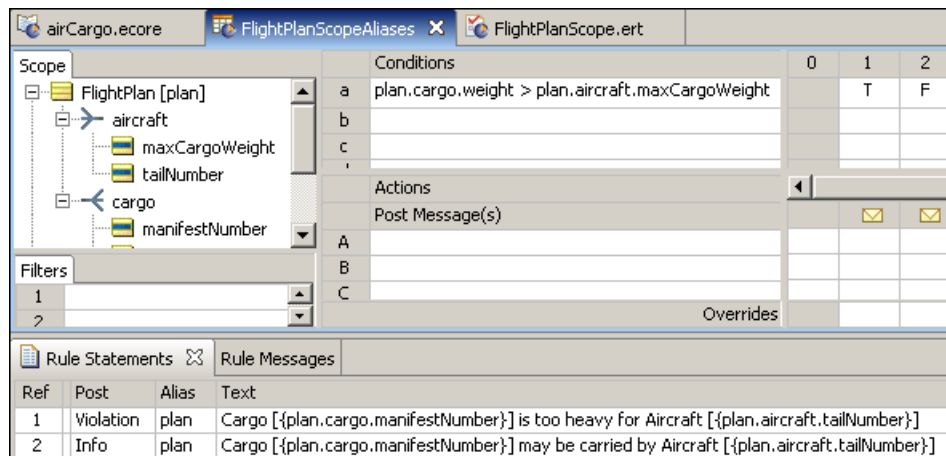 airCargo.ecore FlightPlanScopeAliases FlightPlanScope.ert
Scope Conditions 0 1 2
FlightPlan [plan] a plan.cargo.weight > plan.aircraft.maxCargoWeight T F
aircraft b
maxCargoWeight c
tailNumber Actions
cargo Post Message(s)
manifestNumber A
Filters B
1 C
2 Overrides
Rule Statements Rule Messages
Ref Post Alias Text
1 Violation plan Cargo [{plan.cargo.manifestNumber}] is too heavy for Aircraft [{plan.aircraft.tailNumber}]
2 Info plan Cargo [{plan.cargo.manifestNumber}] may be carried by Aircraft [{plan.aircraft.tailNumber}]